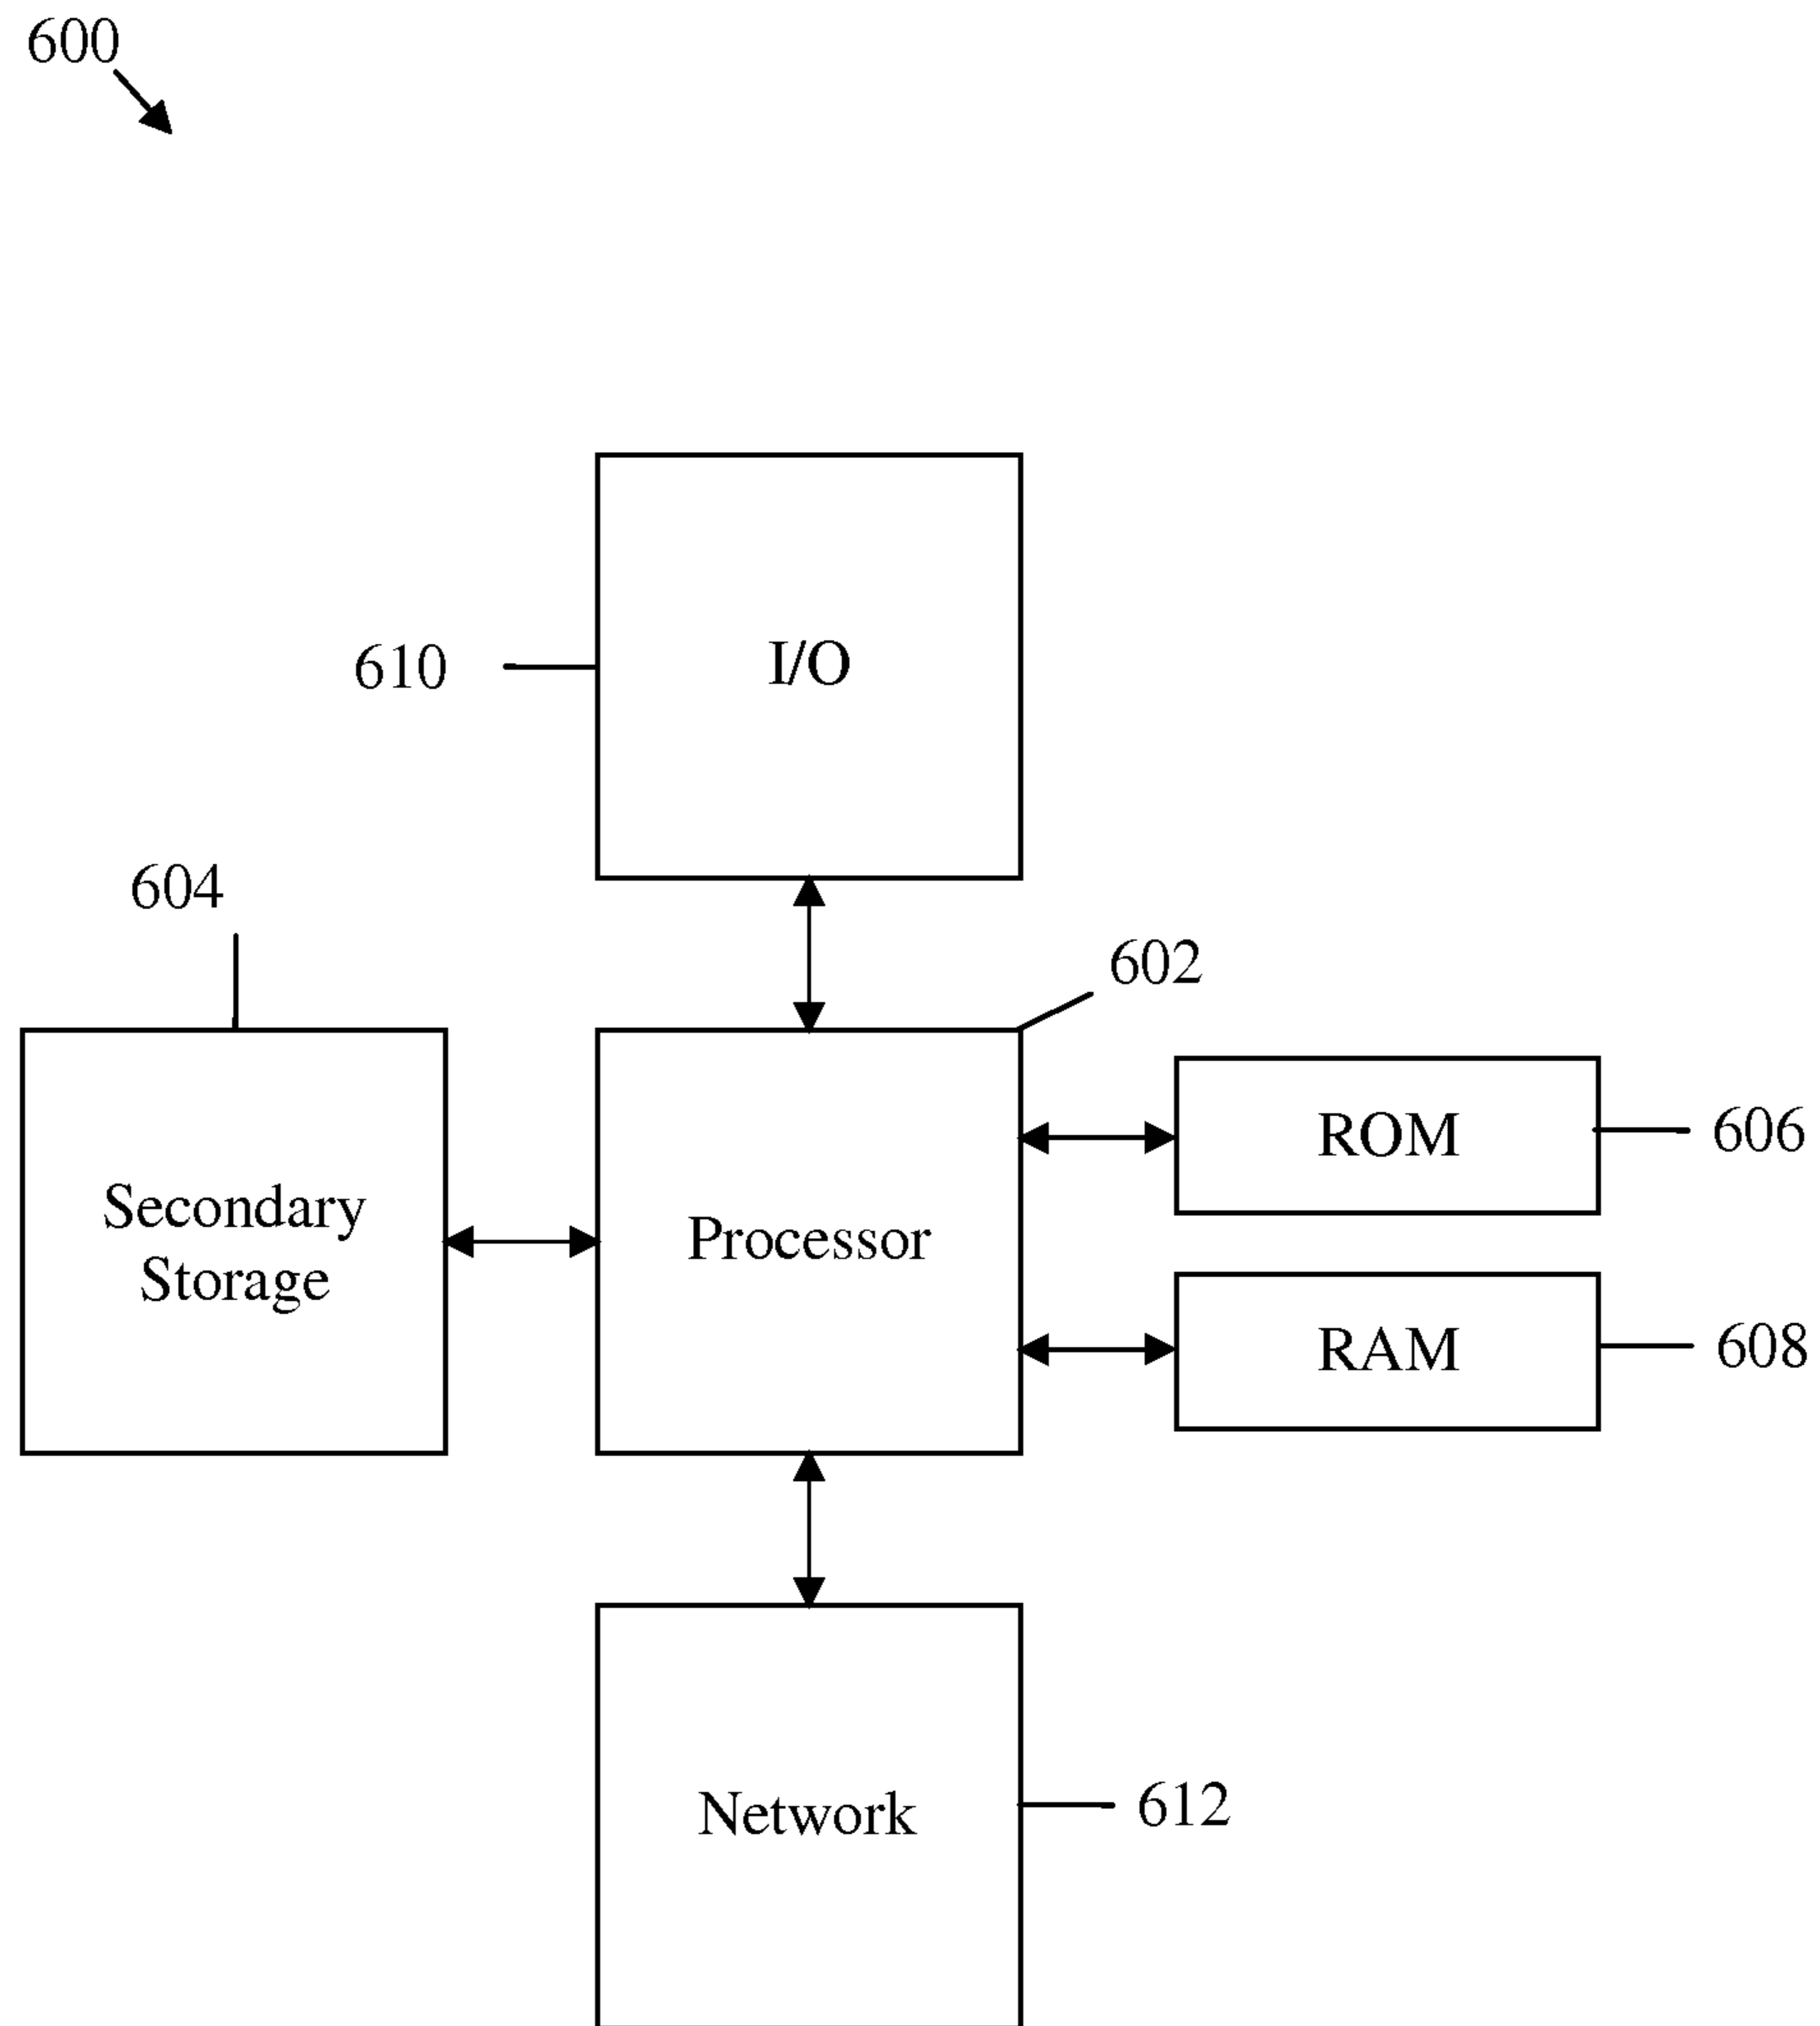 600
610
I/O
604
602
Secondary
Storage
Processor
ROM
606
RAM
608
Network
612